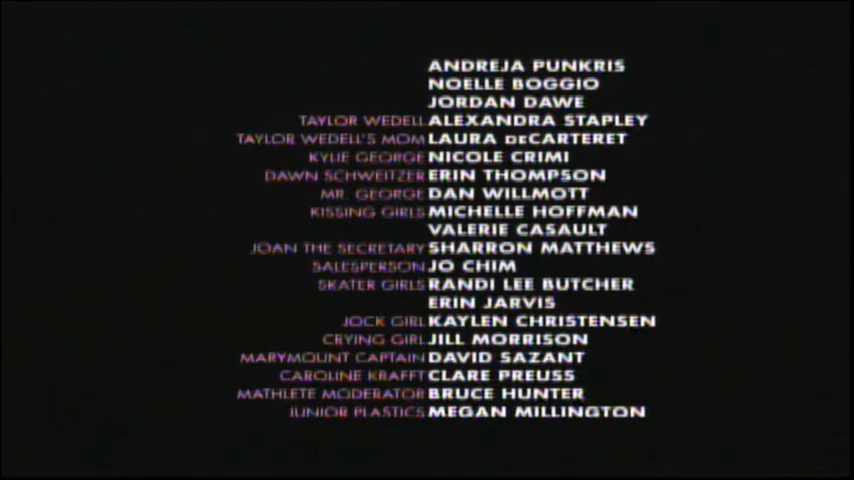 ANDREJA PUNKRIS
NOELLE BOGGIO
JORDAN DAWE
TAYLOR WEDELL ALEXANDRA STAPLEY
TAYLOR WEDELL'S MOM LAURA DECARTERET
KYLIE GEORGE NICOLE CRIMI
DAWN SCHWEITZER ERIN THOMPSON
MR. GEORGE DAN WILLMOTT
KISSING GIRLS MICHELLE HOFFMAN
VALERIE CASAULT
JOAN THE SECRETARY SHARRON MATTHEWS
SALESPERSON JO CHIM
SKATER GIRLS RANDI LEE BUTCHER
ERIN JARVIS
JOCK GIRL KAYLEN CHRISTENSEN
CRYING GIRL JILL MORRISON
MARYMOUNT CAPTAIN DAVID SAZANT
CAROLINE KRAFFT CLARE PREUSS
MATHLETE MODERATOR BRUCE HUNTER
JUNIOR PLASTICS MEGAN MILLINGTON